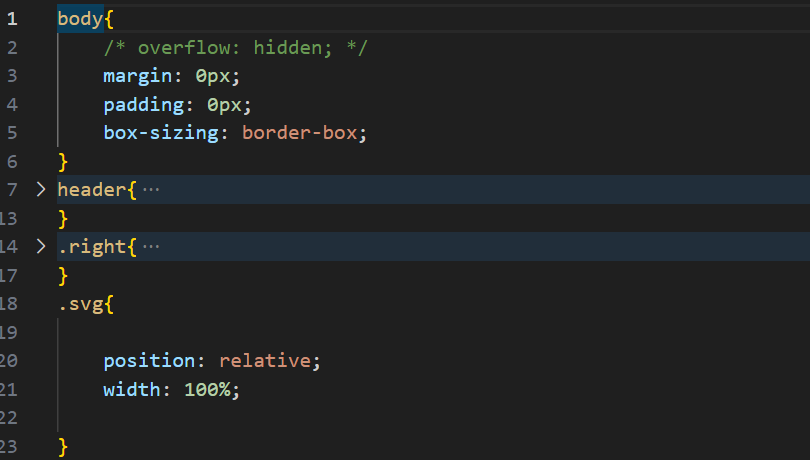 1 body{
2 /* overflow: hidden; */
3 margin: 0px;
4 padding: 0px;
5 box-sizing: border-box;
6 }
7 header{ ···
13 }
14 .right{ ···
17 }
18 .svg{
19
20 position: relative;
21 width: 100%;
22
23 }